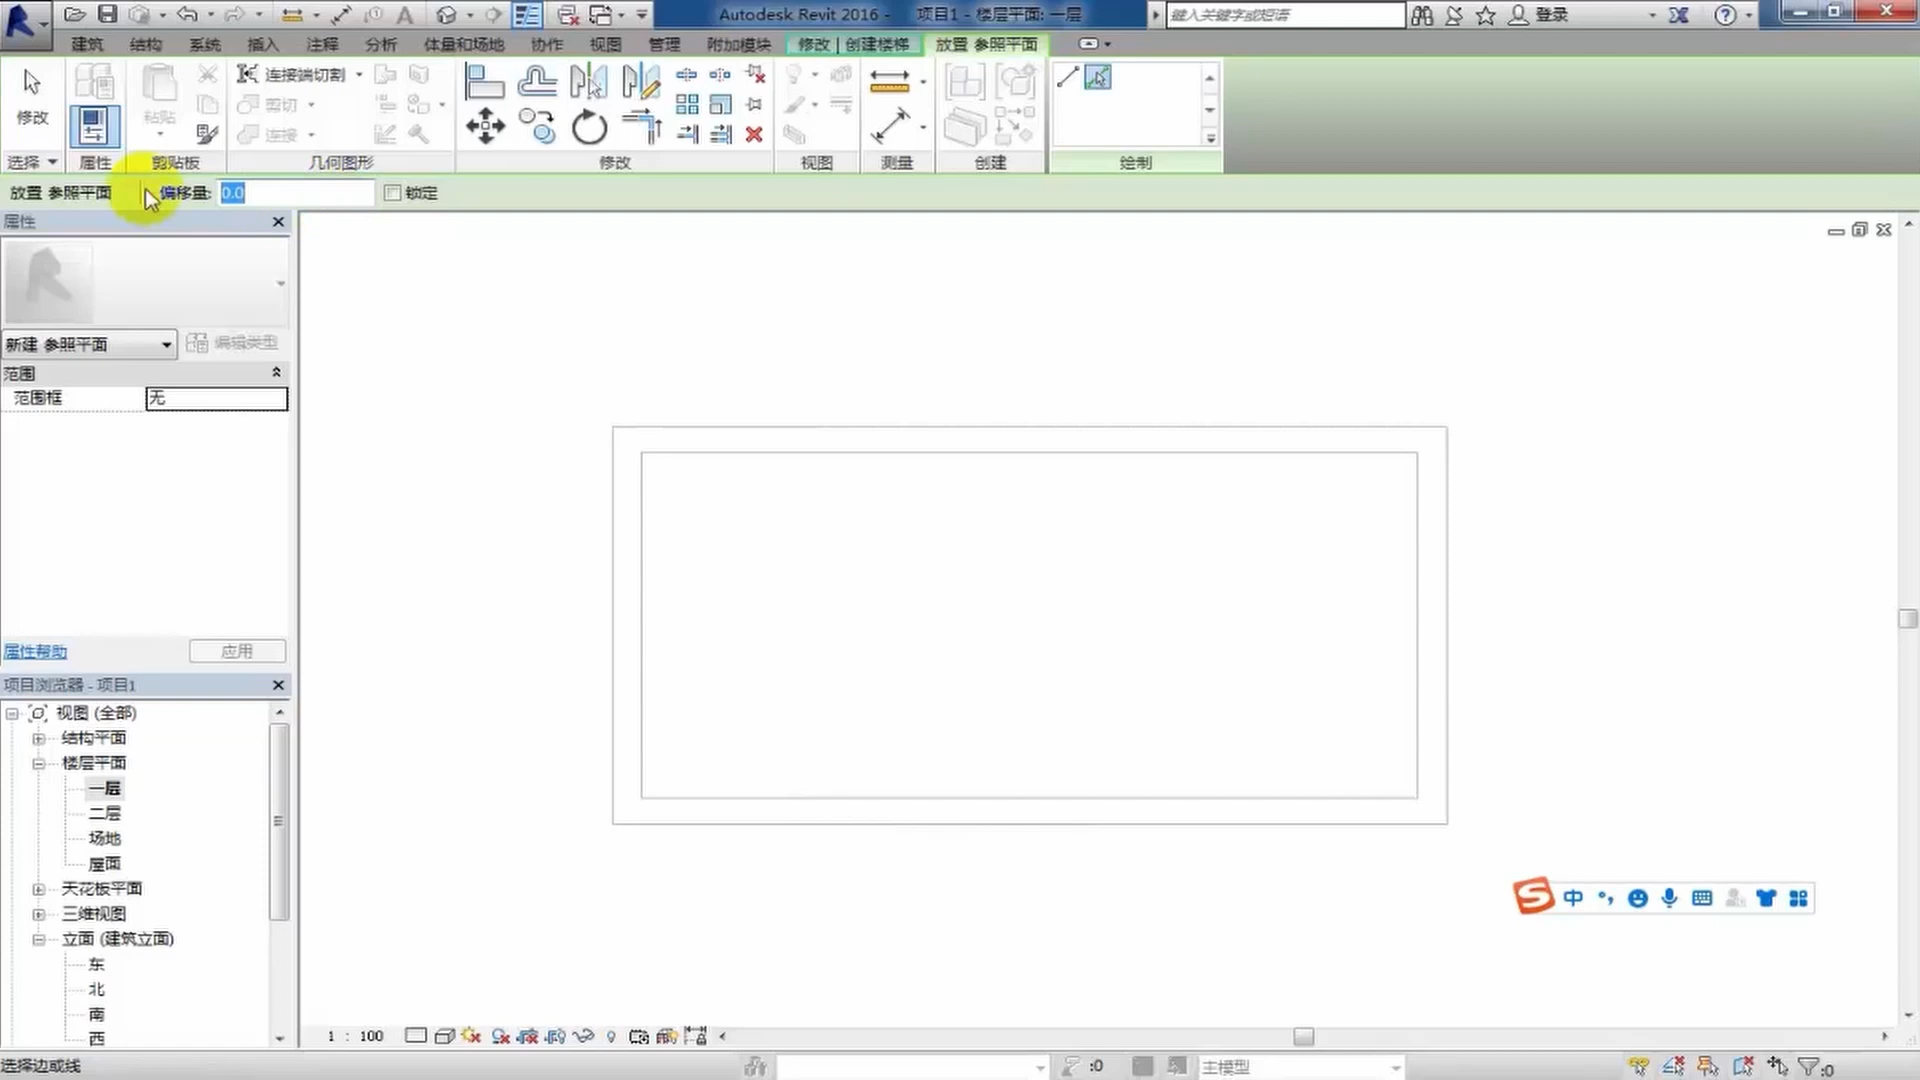 Autodesk Revit 2016 - 项目1 - 楼层平面: 一层
键入关键字或短语
登录
建筑 结构 系统 插入 注释 分析 体量和场地 协作 视图 管理 附加模块 修改 | 创建楼梯 放置 参照平面
修改
粘贴
连接端切割
剪切
连接
选择 属性 剪贴板 几何图形 修改 视图 测量 创建 绘制
放置 参照平面 偏移量: 0.0 锁定
属性
新建 参照平面 编辑类型
范围
范围框 无
属性帮助 应用
项目浏览器 - 项目1
视图 (全部)
结构平面
楼层平面
一层
二层
场地
屋面
天花板平面
三维视图
立面 (建筑立面)
东
北
南
西
中
1 : 100
选择边或线
:0
主模型
:0